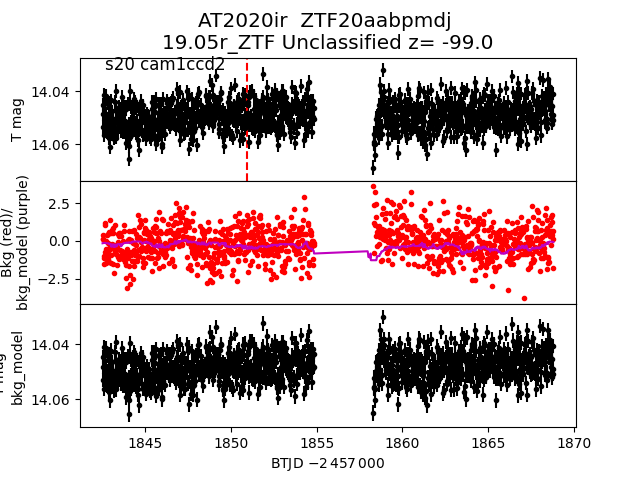 AT2020ir ZTF20aabpmdj
19.05r_ZTF Unclassified z= -99.0
s20 cam1ccd2
14.04
14.06
T mag
2.5
0.0
−2.5
Bkg (red)/
bkg_model (purple)
14.04
14.06
mag
bkg_model
1845
1850
1855
1860
1865
1870
BTJD −2 457 000